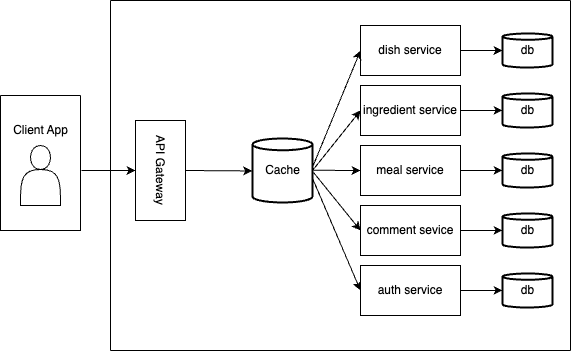 Client App
API Gateway
Cache
dish service
db
ingredient service
db
meal service
db
comment sevice
db
auth service
db